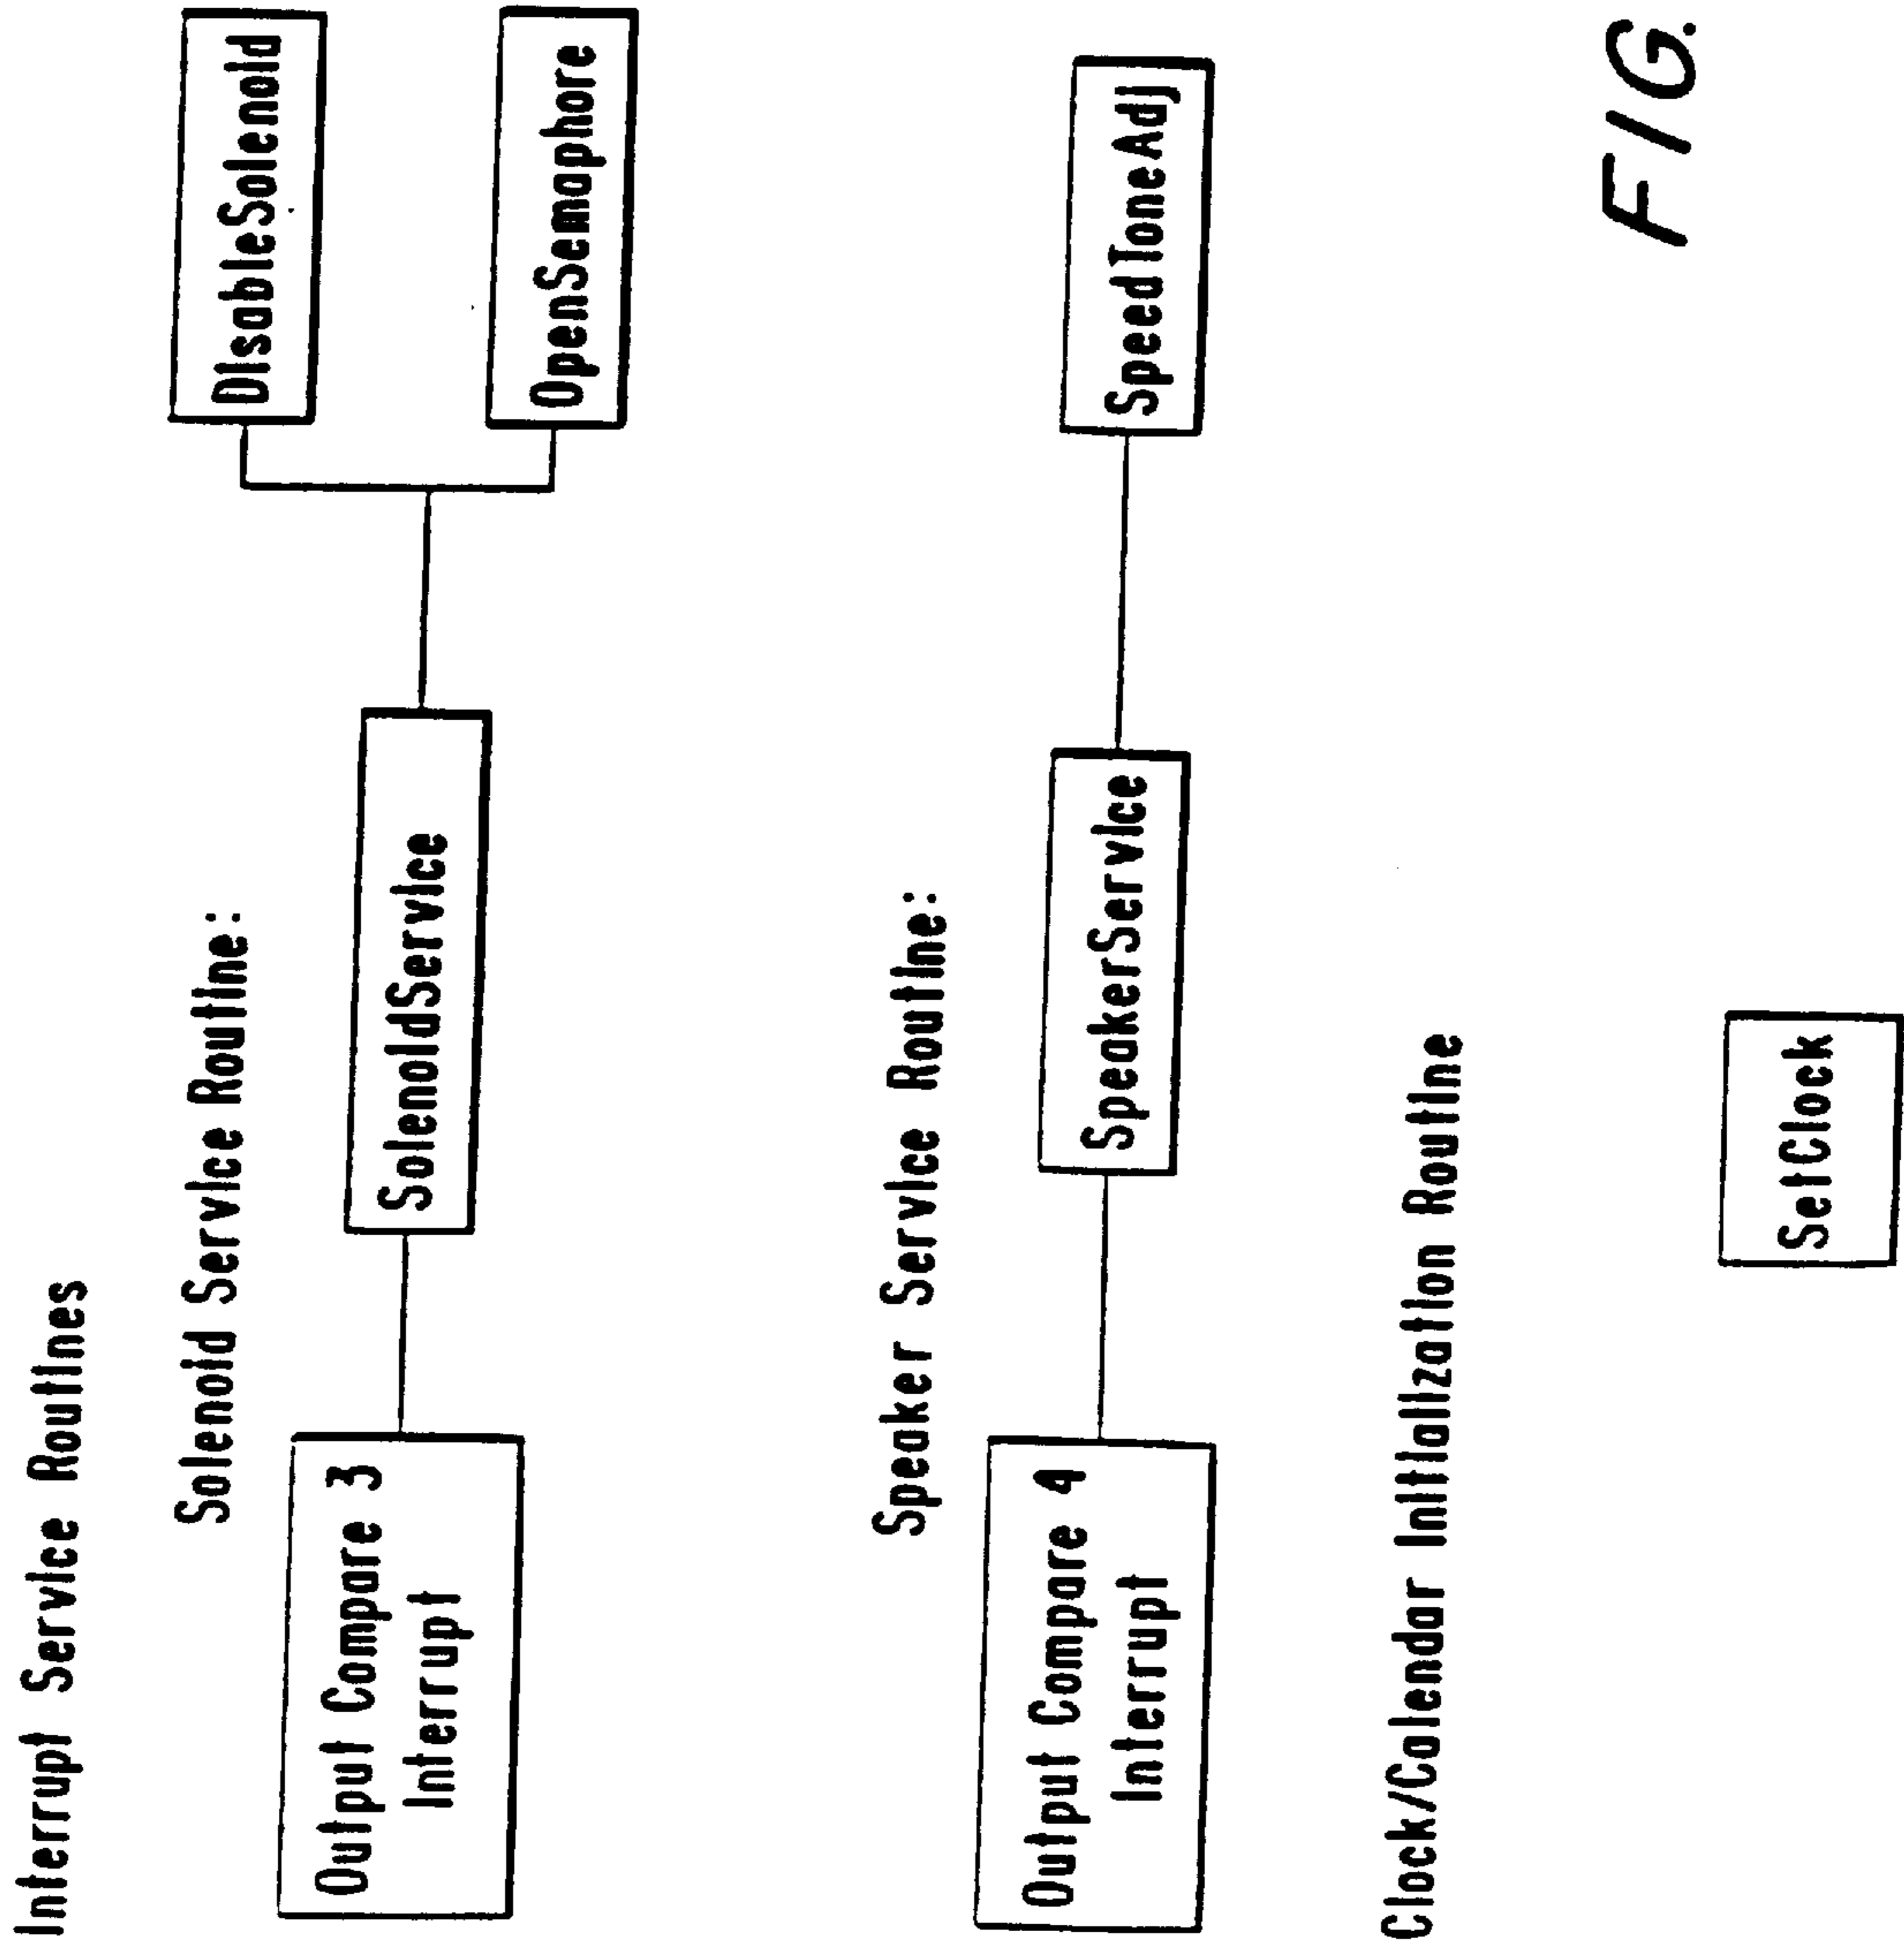 Interrupt Service Routines
Solenoid Service Routine:
Output Compare 3
Interrupt
SolenoidService
DisableSolenoid
OpenSemaphore
Speaker Service Routine:
Output Compare 4
Interrupt
SpeakerService
SpeedToneAdj
Clock/Calendar Initialization Routine
SetClock
FIG.